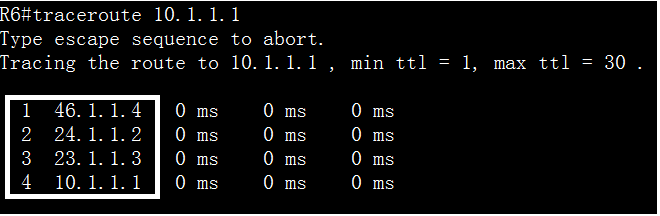 R6#traceroute 10.1.1.1
Type escape sequence to abort.
Tracing the route to 10.1.1.1 , min ttl = 1, max ttl = 30 .
1 46.1.1.4 0 ms 0 ms 0 ms
2 24.1.1.2 0 ms 0 ms 0 ms
3 23.1.1.3 0 ms 0 ms 0 ms
4 10.1.1.1 0 ms 0 ms 0 ms